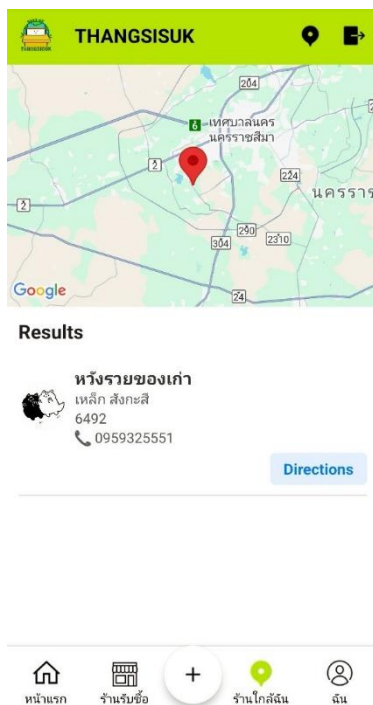 THANGSISUK
THANGSISUK
204
6
เทศบาลนคร
นครราชสีมา
2
224
2
นครราช
290
304
2310
24
Google
Results
หวังรวยของเก่า
เหล็ก สังกะสี
6492
0959325551
Directions
หน้าแรก
ร้านรับซื้อ
+
ร้านใกล้ฉัน
ฉัน